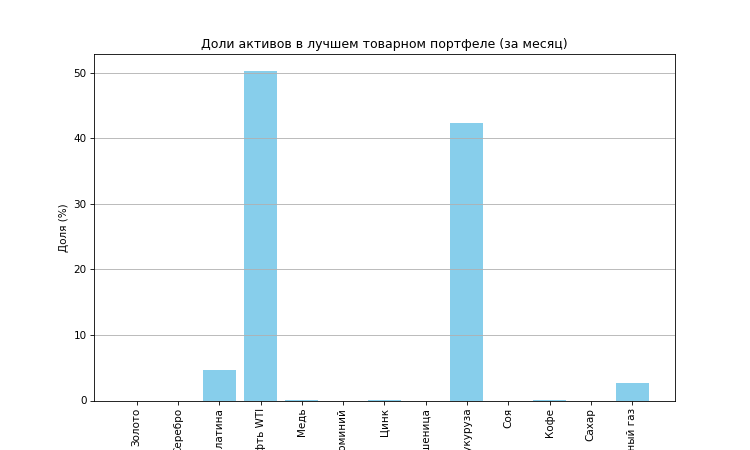 Доли активов в лучшем товарном портфеле (за месяц)
Доля (%)
50
40
30
20
10
0
Золото
Серебро
латина
фть WTI
Медь
оминий
Цинк
шеница
укуруза
Соя
Кофе
Сахар
ный газ